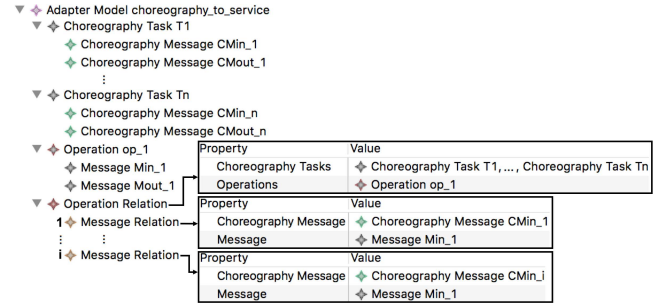 Adapter Model choreography_to_service
Choreography Task T1
Choreography Message CMin_1
Choreography Message CMout_1
⋮
Choreography Task Tn
Choreography Message CMin_n
Choreography Message CMout_n
Operation op_1
Message Min_1
Message Mout_1
Operation Relation
1 Message Relation
⋮ ⋮
i Message Relation
Property Value
Choreography Tasks Choreography Task T1,..., Choreography Task Tn
Operations Operation op_1
Property Value
Choreography Message Choreography Message CMin_1
Message Message Min_1
Property Value
Choreography Message Choreography Message CMin_i
Message Message Min_1